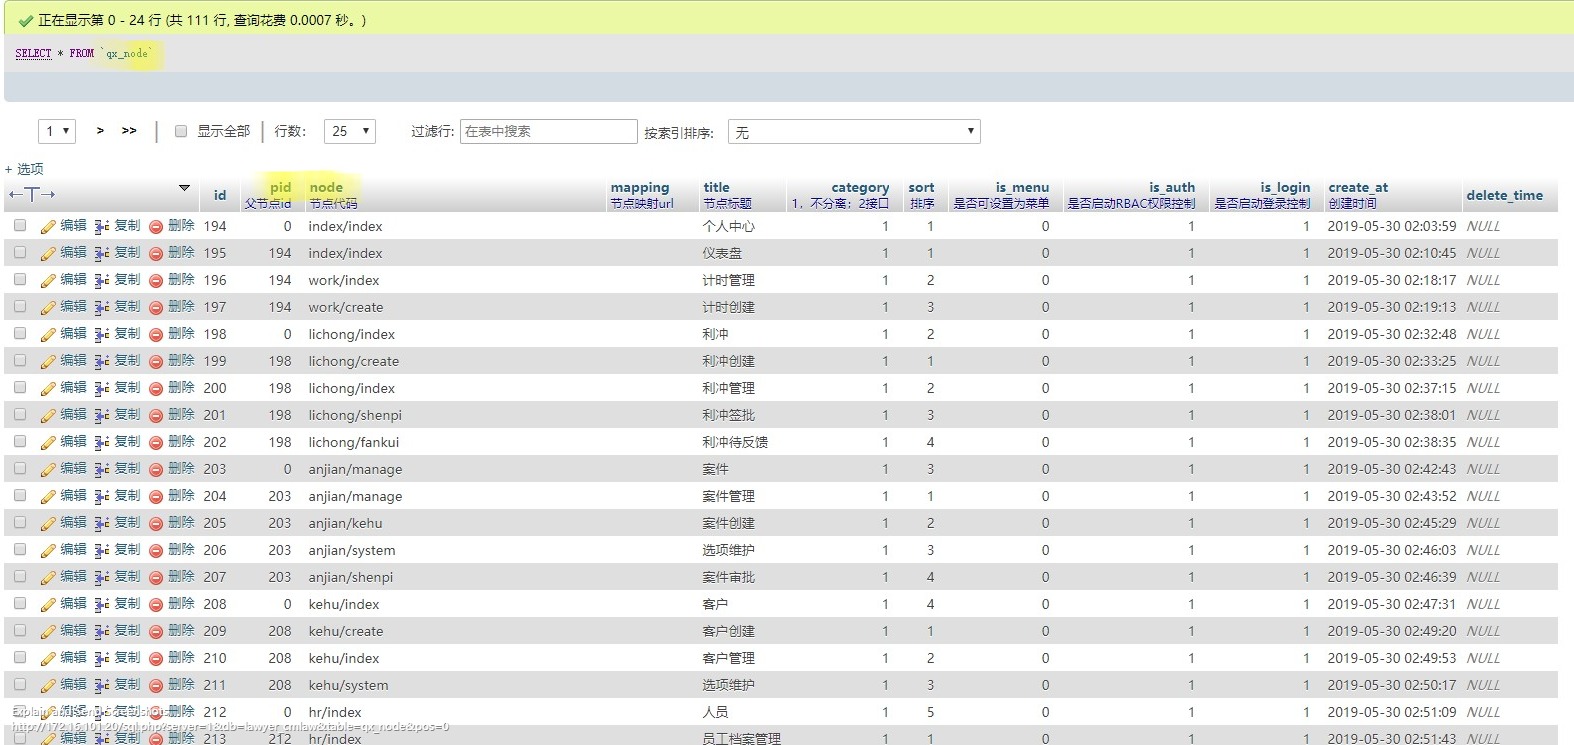 正在显示第 0 - 24 行 (共 111 行, 查询花费 0.0007 秒。)
SELECT * FROM `qx_node`
1 > >> | 显示全部 | 行数: 25 过滤行: 在表中搜索 按索引排序: 无
+ 选项
←T→ id pid node mapping title category sort is_menu is_auth is_login create_at delete_time
父节点id 节点代码 节点映射url 节点标题 1，不分离；2接口 排序 是否可设置为菜单 是否启动RBAC权限控制 是否启动登录控制 创建时间
编辑 复制 删除 194 0 index/index 个人中心 1 1 0 1 1 2019-05-30 02:03:59 NULL
编辑 复制 删除 195 194 index/index 仪表盘 1 1 0 1 1 2019-05-30 02:10:45 NULL
编辑 复制 删除 196 194 work/index 计时管理 1 2 0 1 1 2019-05-30 02:18:17 NULL
编辑 复制 删除 197 194 work/create 计时创建 1 3 0 1 1 2019-05-30 02:19:13 NULL
编辑 复制 删除 198 0 lichong/index 利冲 1 2 0 1 1 2019-05-30 02:32:48 NULL
编辑 复制 删除 199 198 lichong/create 利冲创建 1 1 0 1 1 2019-05-30 02:33:25 NULL
编辑 复制 删除 200 198 lichong/index 利冲管理 1 2 0 1 1 2019-05-30 02:37:15 NULL
编辑 复制 删除 201 198 lichong/shenpi 利冲签批 1 3 0 1 1 2019-05-30 02:38:01 NULL
编辑 复制 删除 202 198 lichong/fankui 利冲待反馈 1 4 0 1 1 2019-05-30 02:38:35 NULL
编辑 复制 删除 203 0 anjian/manage 案件 1 3 0 1 1 2019-05-30 02:42:43 NULL
编辑 复制 删除 204 203 anjian/manage 案件管理 1 1 0 1 1 2019-05-30 02:43:52 NULL
编辑 复制 删除 205 203 anjian/kehu 案件创建 1 2 0 1 1 2019-05-30 02:45:29 NULL
编辑 复制 删除 206 203 anjian/system 选项维护 1 3 0 1 1 2019-05-30 02:46:03 NULL
编辑 复制 删除 207 203 anjian/shenpi 案件审批 1 4 0 1 1 2019-05-30 02:46:39 NULL
编辑 复制 删除 208 0 kehu/index 客户 1 4 0 1 1 2019-05-30 02:47:31 NULL
编辑 复制 删除 209 208 kehu/create 客户创建 1 1 0 1 1 2019-05-30 02:49:20 NULL
编辑 复制 删除 210 208 kehu/index 客户管理 1 2 0 1 1 2019-05-30 02:49:53 NULL
编辑 复制 删除 211 208 kehu/system 选项维护 1 3 0 1 1 2019-05-30 02:50:17 NULL
Explain and Send Screenshots
编辑 复制 删除 212 0 hr/index 人员 1 5 0 1 1 2019-05-30 02:51:09 NULL
http://172.16.101.20/sql.php?server=1&db=lawyer_cmlaw&table=qx_node&pos=0
编辑 复制 删除 213 212 hr/index 员工档案管理 1 1 0 1 1 2019-05-30 02:51:43 NULL